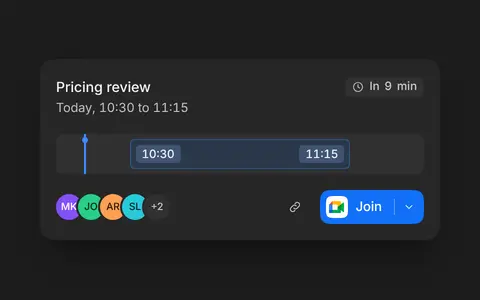 Pricing review
In 9 min
Today, 10:30 to 11:15
10:30
11:15
MK JO AR SL +2
Join